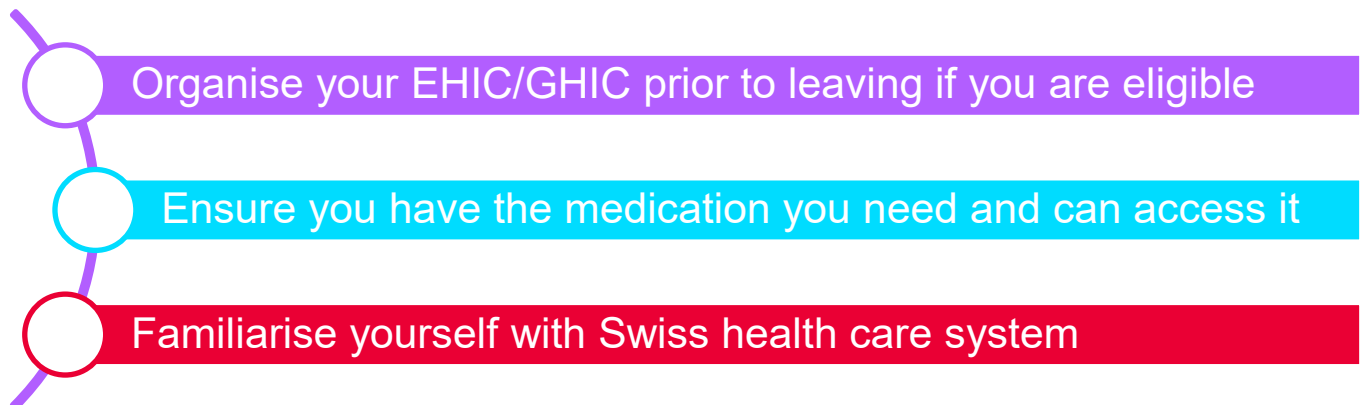 Organise your EHIC/GHIC prior to leaving if you are eligible
Ensure you have the medication you need and can access it
Familiarise yourself with Swiss health care system